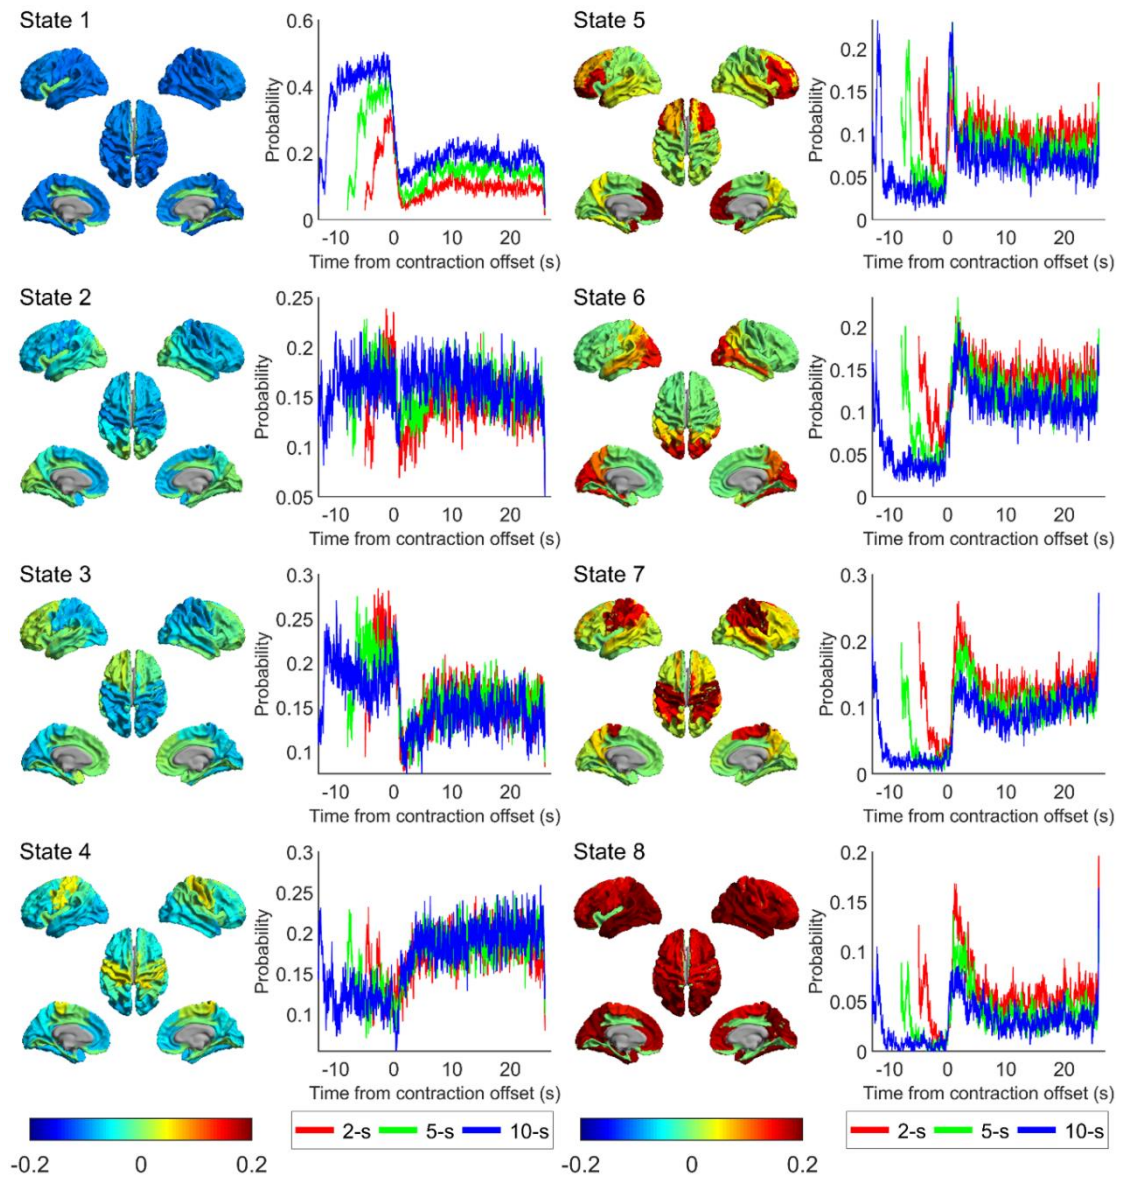 State 1
0.6
0.4
0.2
0
Probability
-10 0 10 20
Time from contraction offset (s)
State 5
0.2
0.15
0.1
0.05
0
Probability
-10 0 10 20
Time from contraction offset (s)
State 2
0.25
0.2
0.15
0.1
0.05
Probability
-10 0 10 20
Time from contraction offset (s)
State 6
0.2
0.15
0.1
0.05
0
Probability
-10 0 10 20
Time from contraction offset (s)
State 3
0.3
0.25
0.2
0.15
0.1
Probability
-10 0 10 20
Time from contraction offset (s)
State 7
0.3
0.2
0.1
0
Probability
-10 0 10 20
Time from contraction offset (s)
State 4
0.3
0.25
0.2
0.15
0.1
Probability
-10 0 10 20
Time from contraction offset (s)
State 8
0.2
0.15
0.1
0.05
0
Probability
-10 0 10 20
Time from contraction offset (s)
-0.2 0 0.2
2-s 5-s 10-s
-0.2 0 0.2
2-s 5-s 10-s